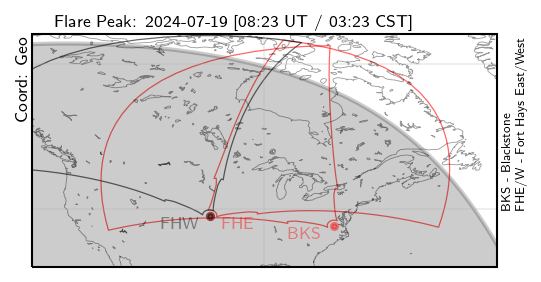 Flare Peak: 2024-07-19 [08:23 UT / 03:23 CST]
Coord: Geo
FHW
FHE
BKS
BKS - Blackstone
FHE/W - Fort Hays East/West